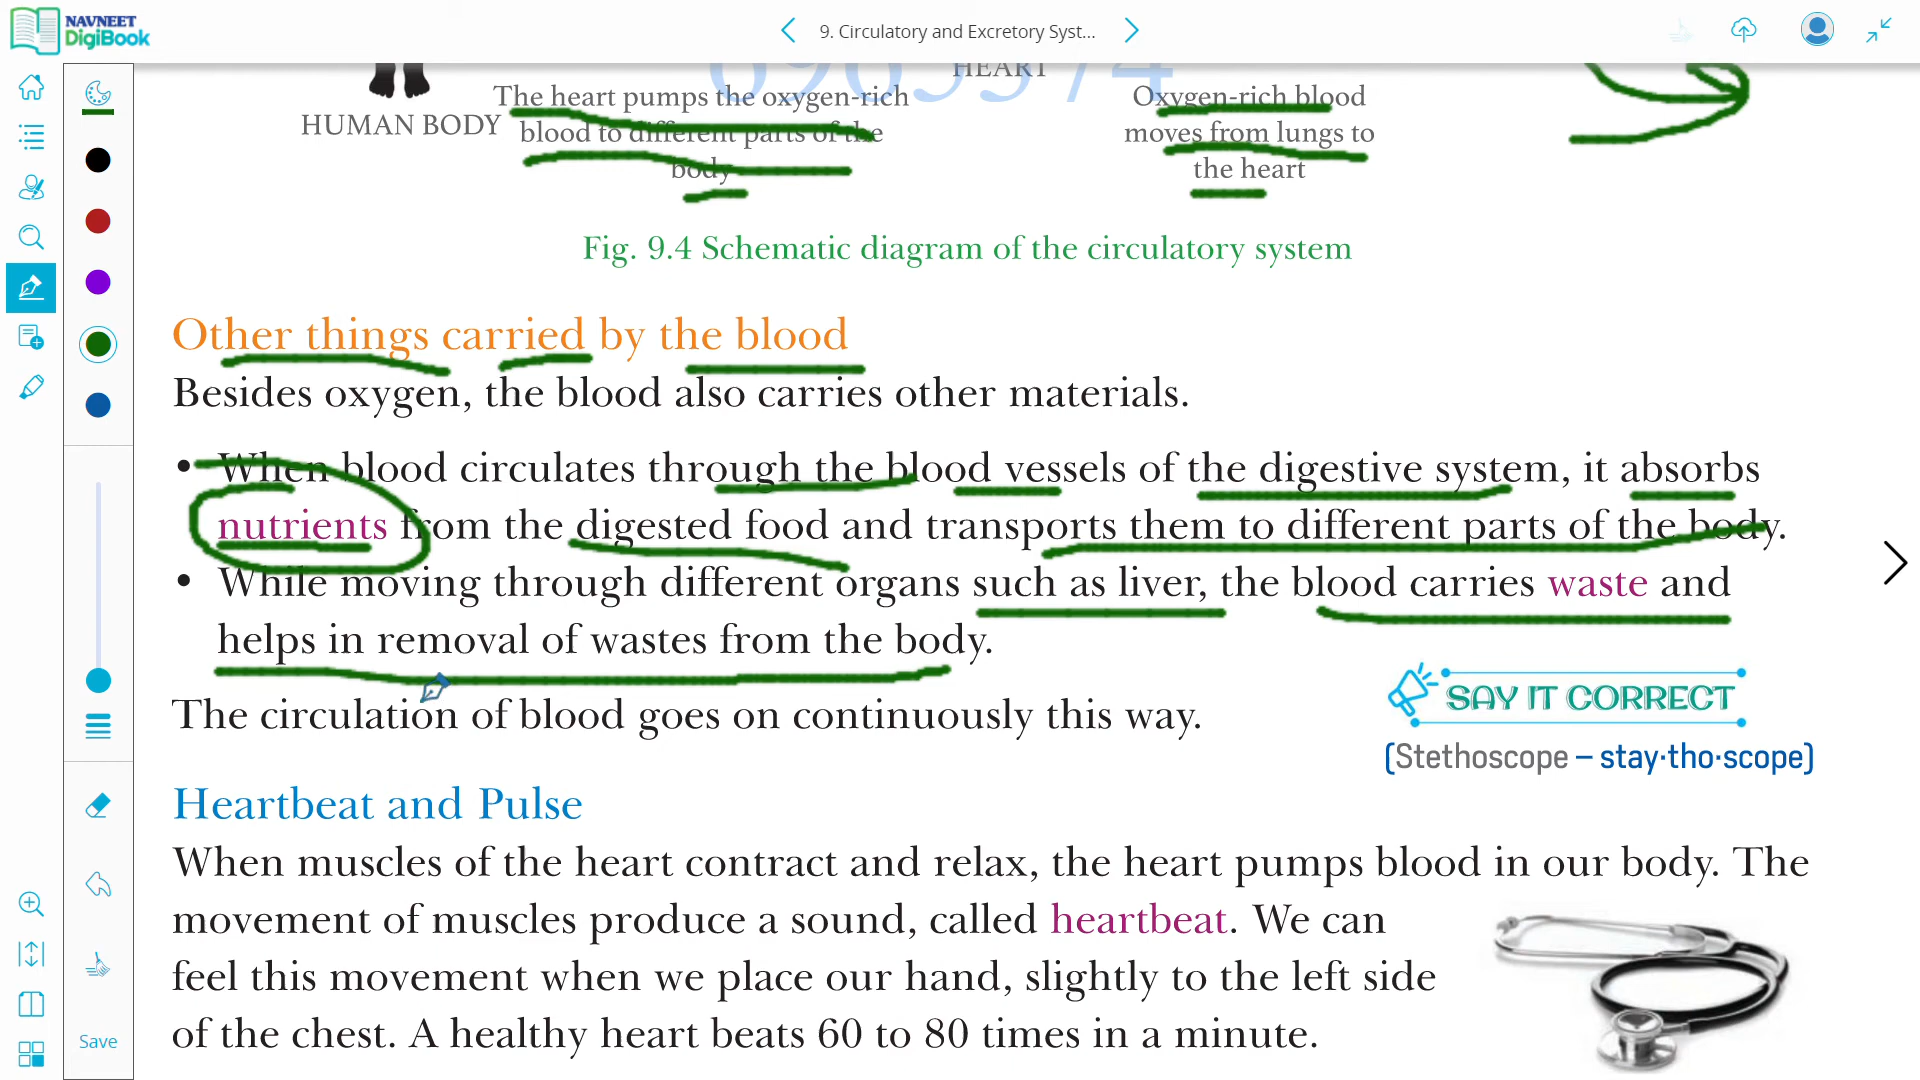 NAVNEET
DigiBook
9. Circulatory and Excretory Syst...
HEART
The heart pumps the oxygen-rich
blood to different parts of the
body
HUMAN BODY
Oxygen-rich blood
moves from lungs to
the heart
Fig. 9.4 Schematic diagram of the circulatory system
Other things carried by the blood
Besides oxygen, the blood also carries other materials.
• When blood circulates through the blood vessels of the digestive system, it absorbs
nutrients from the digested food and transports them to different parts of the body.
• While moving through different organs such as liver, the blood carries waste and
helps in removal of wastes from the body.
The circulation of blood goes on continuously this way.
SAY IT CORRECT
(Stethoscope – stay·tho·scope)
Heartbeat and Pulse
When muscles of the heart contract and relax, the heart pumps blood in our body. The
movement of muscles produce a sound, called heartbeat. We can
feel this movement when we place our hand, slightly to the left side
of the chest. A healthy heart beats 60 to 80 times in a minute.
Save